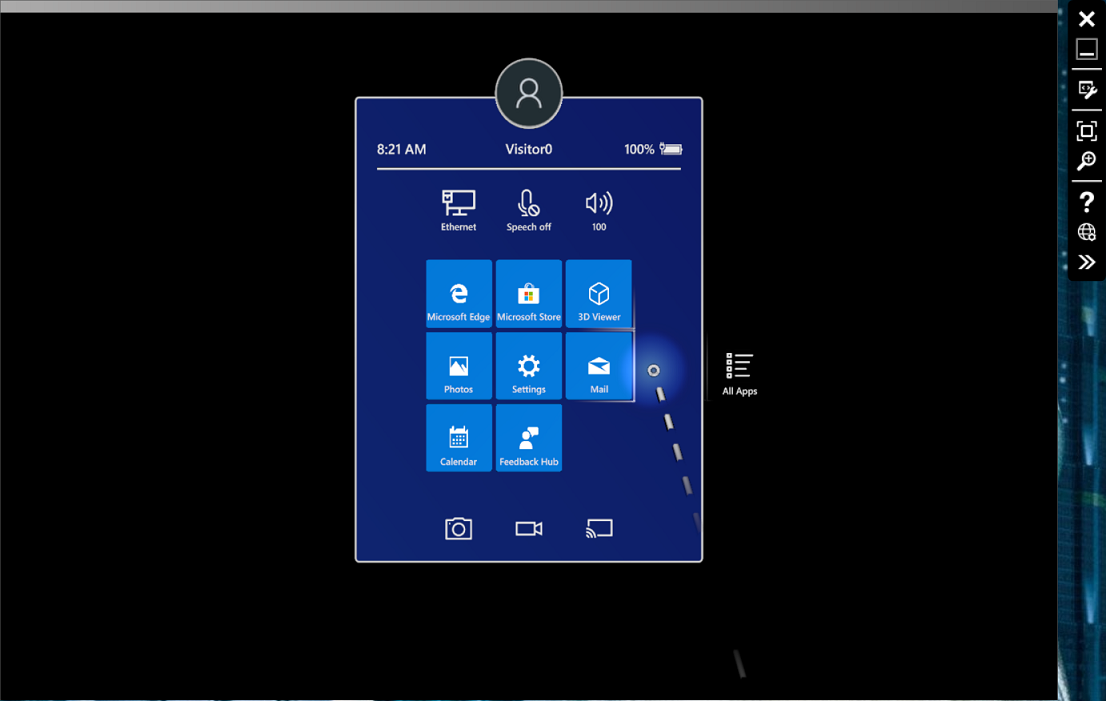 8:21 AM Visitor0 100%
Ethernet Speech off 100
Microsoft Edge Microsoft Store 3D Viewer
Photos Settings Mail
All Apps
Calendar Feedback Hub